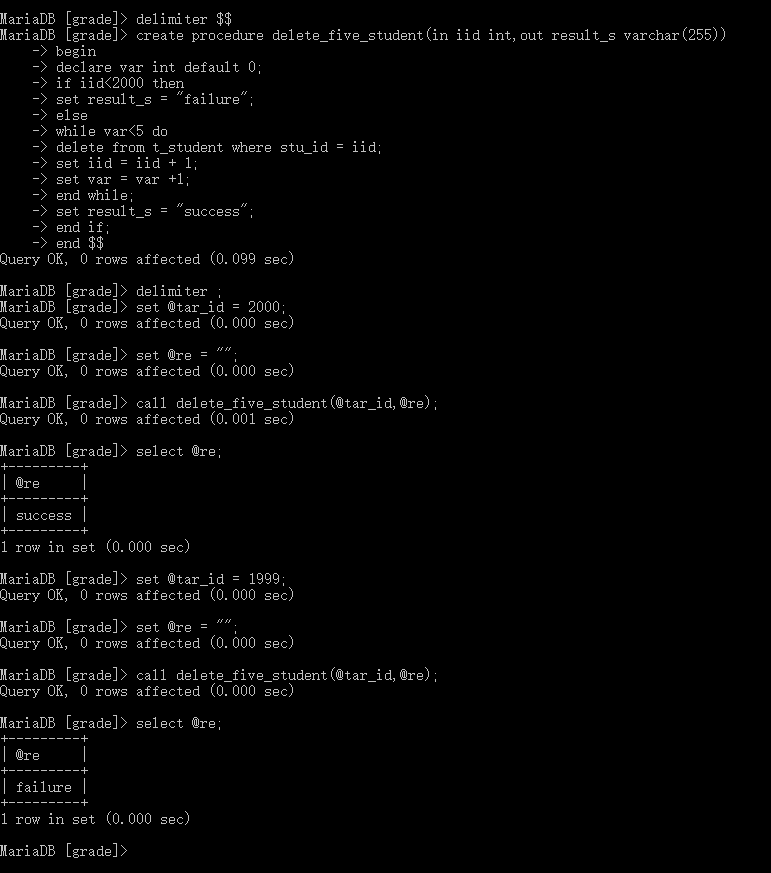 MariaDB [grade]> delimiter $$
MariaDB [grade]> create procedure delete_five_student(in iid int,out result_s varchar(255))
    -> begin
    -> declare var int default 0;
    -> if iid<2000 then
    -> set result_s = "failure";
    -> else
    -> while var<5 do
    -> delete from t_student where stu_id = iid;
    -> set iid = iid + 1;
    -> set var = var +1;
    -> end while;
    -> set result_s = "success";
    -> end if;
    -> end $$
Query OK, 0 rows affected (0.099 sec)

MariaDB [grade]> delimiter ;
MariaDB [grade]> set @tar_id = 2000;
Query OK, 0 rows affected (0.000 sec)

MariaDB [grade]> set @re = "";
Query OK, 0 rows affected (0.000 sec)

MariaDB [grade]> call delete_five_student(@tar_id,@re);
Query OK, 0 rows affected (0.001 sec)

MariaDB [grade]> select @re;
+---------+
| @re     |
+---------+
| success |
+---------+
1 row in set (0.000 sec)

MariaDB [grade]> set @tar_id = 1999;
Query OK, 0 rows affected (0.000 sec)

MariaDB [grade]> set @re = "";
Query OK, 0 rows affected (0.000 sec)

MariaDB [grade]> call delete_five_student(@tar_id,@re);
Query OK, 0 rows affected (0.000 sec)

MariaDB [grade]> select @re;
+---------+
| @re     |
+---------+
| failure |
+---------+
1 row in set (0.000 sec)

MariaDB [grade]>